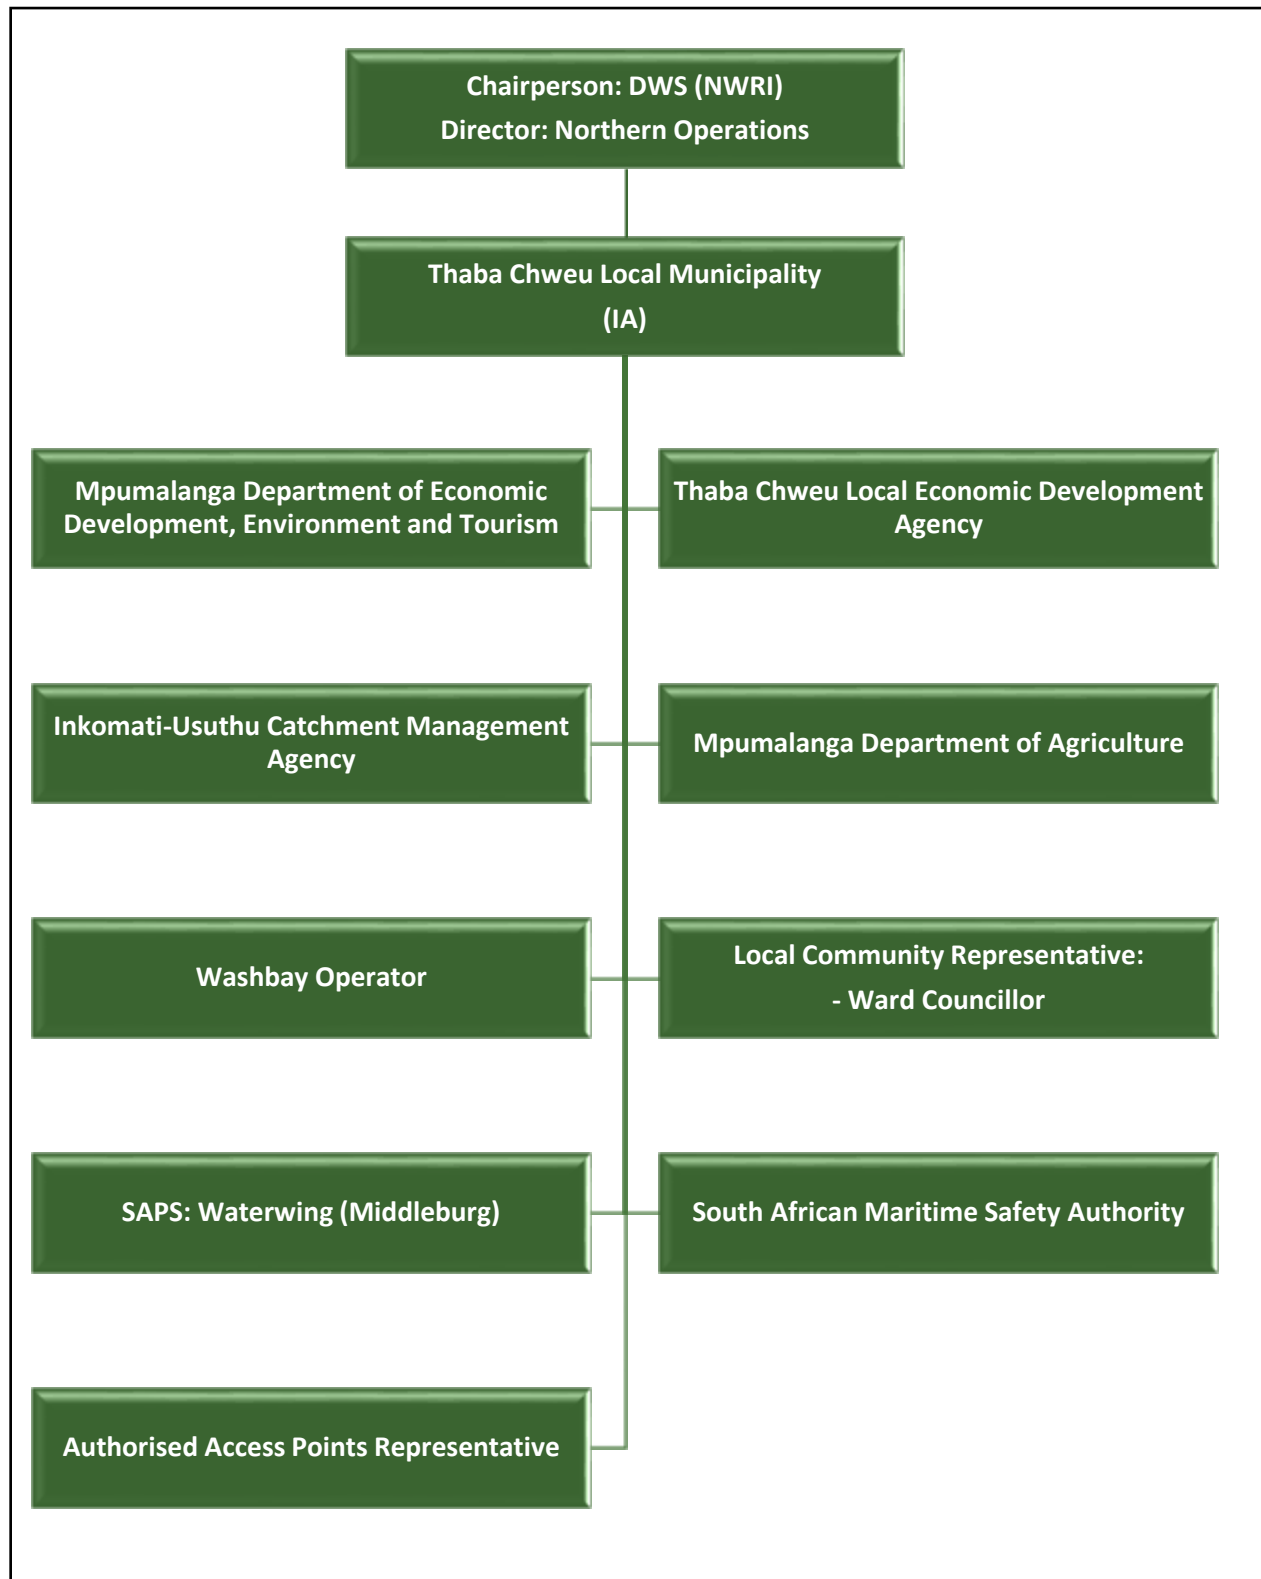 Chairperson: DWS (NWRI)
Director: Northern Operations
Thaba Chweu Local Municipality
(IA)
Mpumalanga Department of Economic
Development, Environment and Tourism
Thaba Chweu Local Economic Development
Agency
Inkomati-Usuthu Catchment Management
Agency
Mpumalanga Department of Agriculture
Washbay Operator
Local Community Representative:
- Ward Councillor
SAPS: Waterwing (Middleburg)
South African Maritime Safety Authority
Authorised Access Points Representative